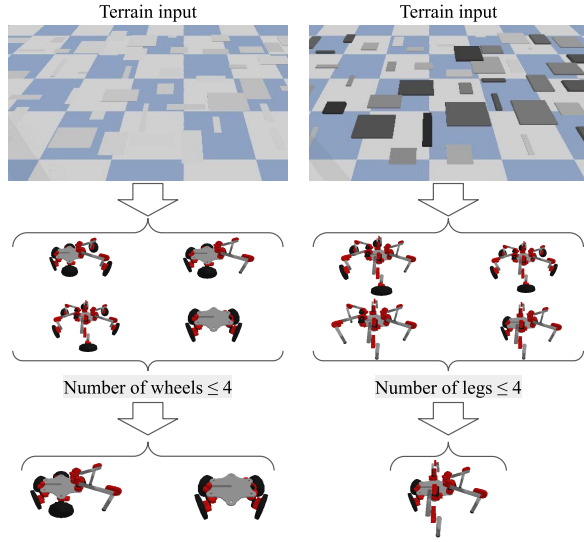 Terrain input
Terrain input
Number of wheels ≤ 4
Number of legs ≤ 4